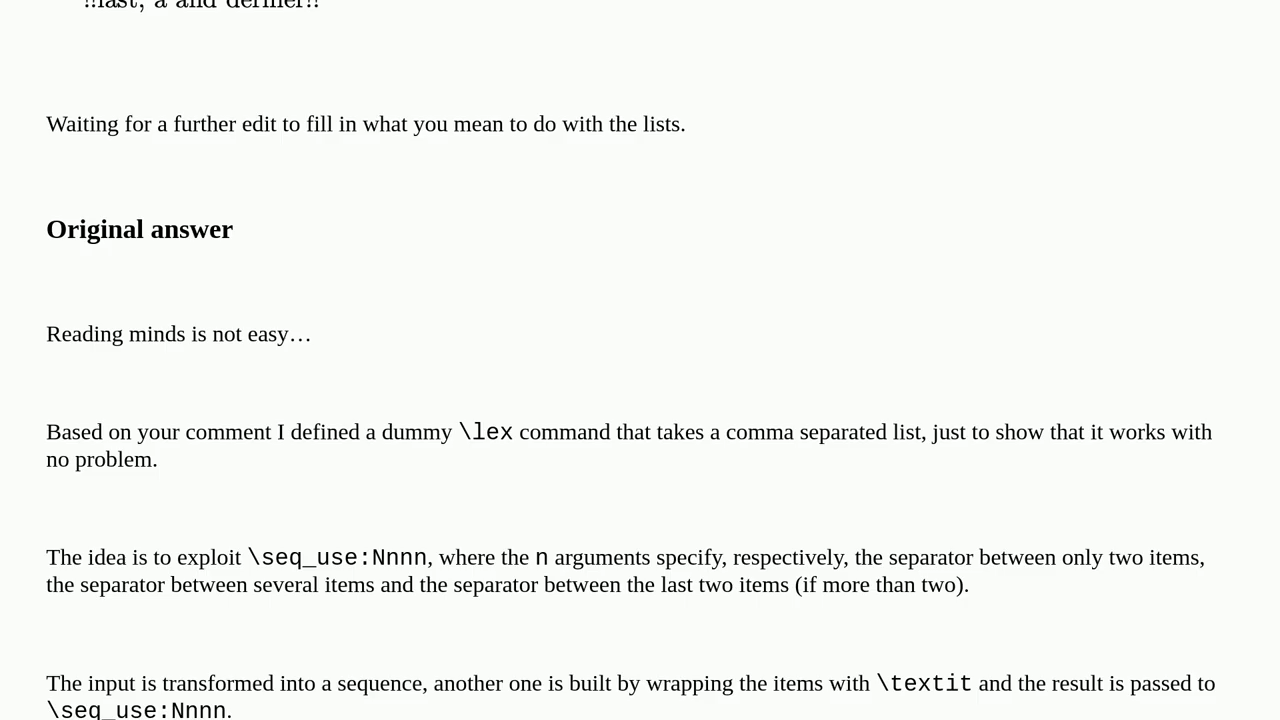 !!last, a and dernier!!
Waiting for a further edit to fill in what you mean to do with the lists.
Original answer
Reading minds is not easy…
Based on your comment I defined a dummy \lex command that takes a comma separated list, just to show that it works with
no problem.
The idea is to exploit \seq_use:Nnnn, where the n arguments specify, respectively, the separator between only two items,
the separator between several items and the separator between the last two items (if more than two).
The input is transformed into a sequence, another one is built by wrapping the items with \textit and the result is passed to
\seq_use:Nnnn.